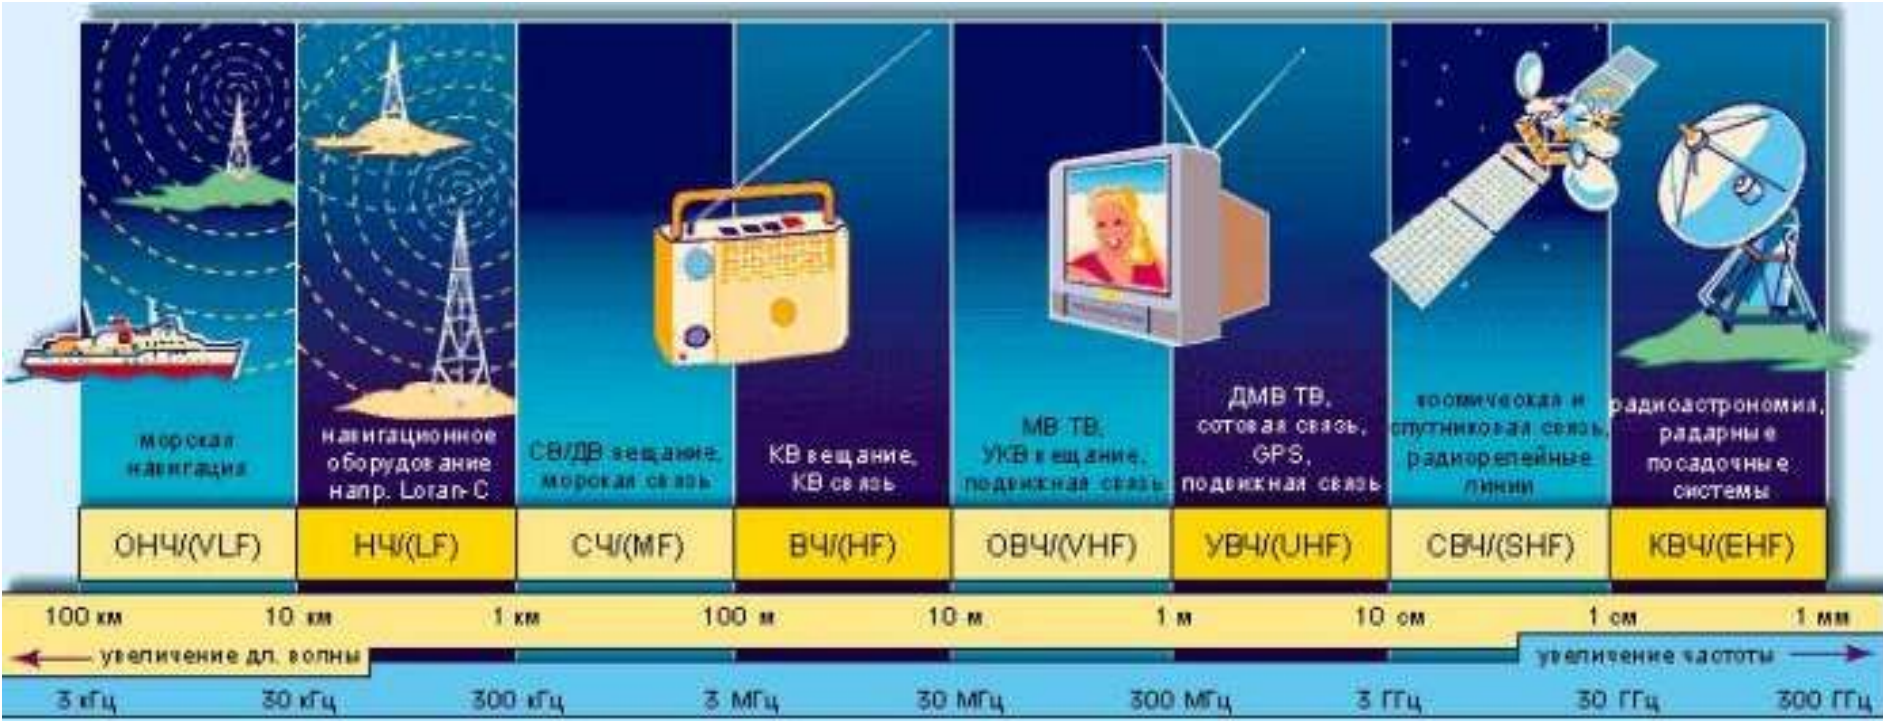 морская
навигация
навигационное
оборудование
напр. Loran-C
СВ/ДВ вещание,
морская связь
КВ вещание,
КВ связь
МВ ТВ,
УКВ вещание,
подвижная связь
ДМВ ТВ,
сотовая связь,
GPS,
подвижная связь
космическая и
спутниковая связь,
радиорелейные
линии
радиоастрономия,
радарные
посадочные
системы
ОНЧ/(VLF) НЧ/(LF) СЧ/(MF) ВЧ/(HF) ОВЧ/(VHF) УВЧ/(UHF) СВЧ/(SHF) КВЧ/(EHF)
100 км 10 км 1 км 100 м 10 м 1 м 10 см 1 см 1 мм
увеличение дл. волны увеличение частоты
3 кГц 30 кГц 300 кГц 3 МГц 30 МГц 300 МГц 3 ГГц 30 ГГц 300 ГГц